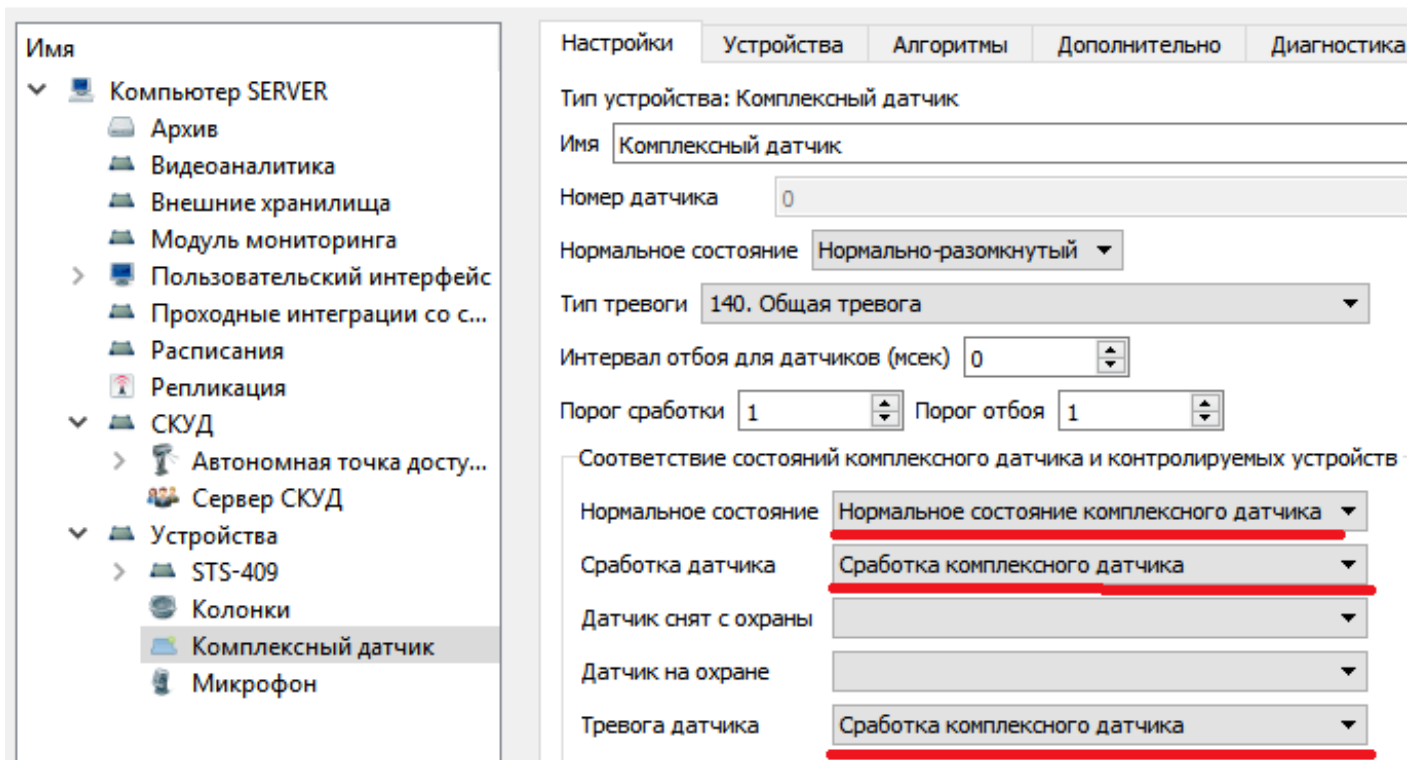 Имя
Компьютер SERVER
Архив
Видеоаналитика
Внешние хранилища
Модуль мониторинга
Пользовательский интерфейс
Проходные интеграции со с...
Расписания
Репликация
СКУД
Автономная точка досту...
Сервер СКУД
Устройства
STS-409
Колонки
Комплексный датчик
Микрофон
Настройки Устройства Алгоритмы Дополнительно Диагностика
Тип устройства: Комплексный датчик
Имя Комплексный датчик
Номер датчика 0
Нормальное состояние Нормально-разомкнутый
Тип тревоги 140. Общая тревога
Интервал отбоя для датчиков (мсек) 0
Порог сработки 1 Порог отбоя 1
Соответствие состояний комплексного датчика и контролируемых устройств
Нормальное состояние Нормальное состояние комплексного датчика
Сработка датчика Сработка комплексного датчика
Датчик снят с охраны
Датчик на охране
Тревога датчика Сработка комплексного датчика